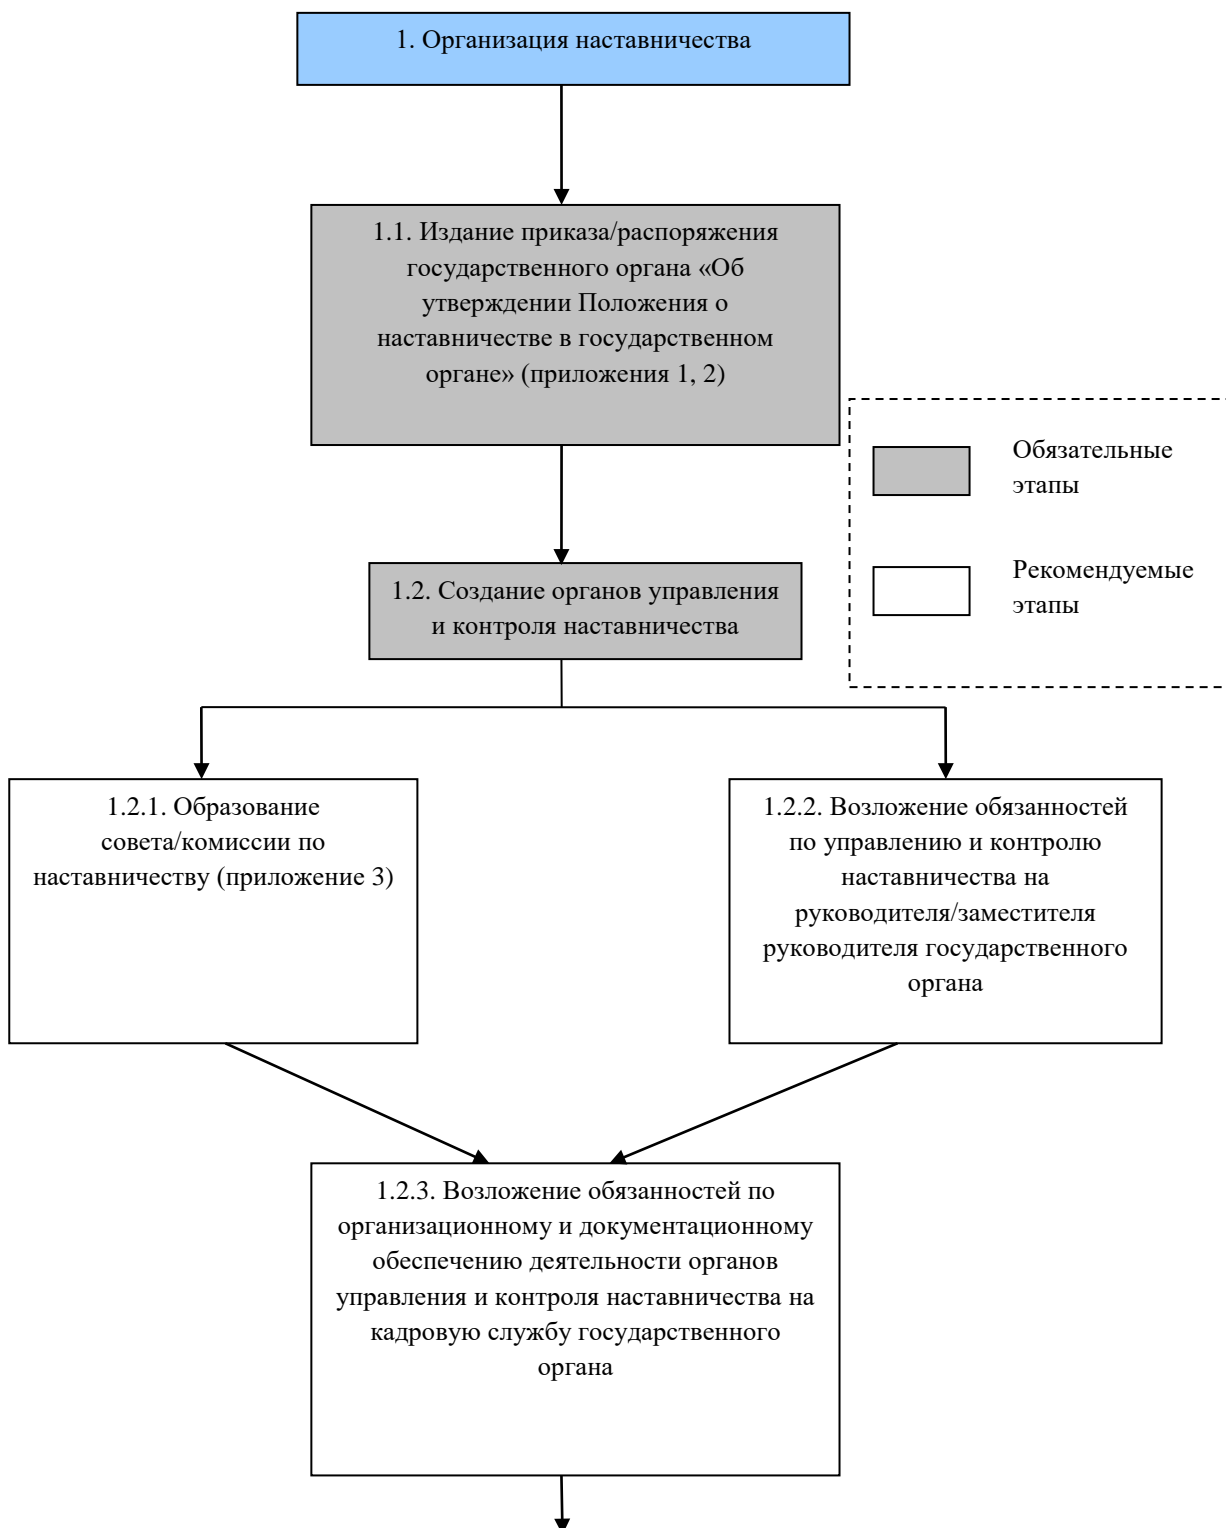 1. Организация наставничества
1.1. Издание приказа/распоряжения
государственного органа «Об
утверждении Положения о
наставничестве в государственном
органе» (приложения 1, 2)
Обязательные
этапы
Рекомендуемые
этапы
1.2. Создание органов управления
и контроля наставничества
1.2.1. Образование
совета/комиссии по
наставничеству (приложение 3)
1.2.2. Возложение обязанностей
по управлению и контролю
наставничества на
руководителя/заместителя
руководителя государственного
органа
1.2.3. Возложение обязанностей по
организационному и документационному
обеспечению деятельности органов
управления и контроля наставничества на
кадровую службу государственного
органа